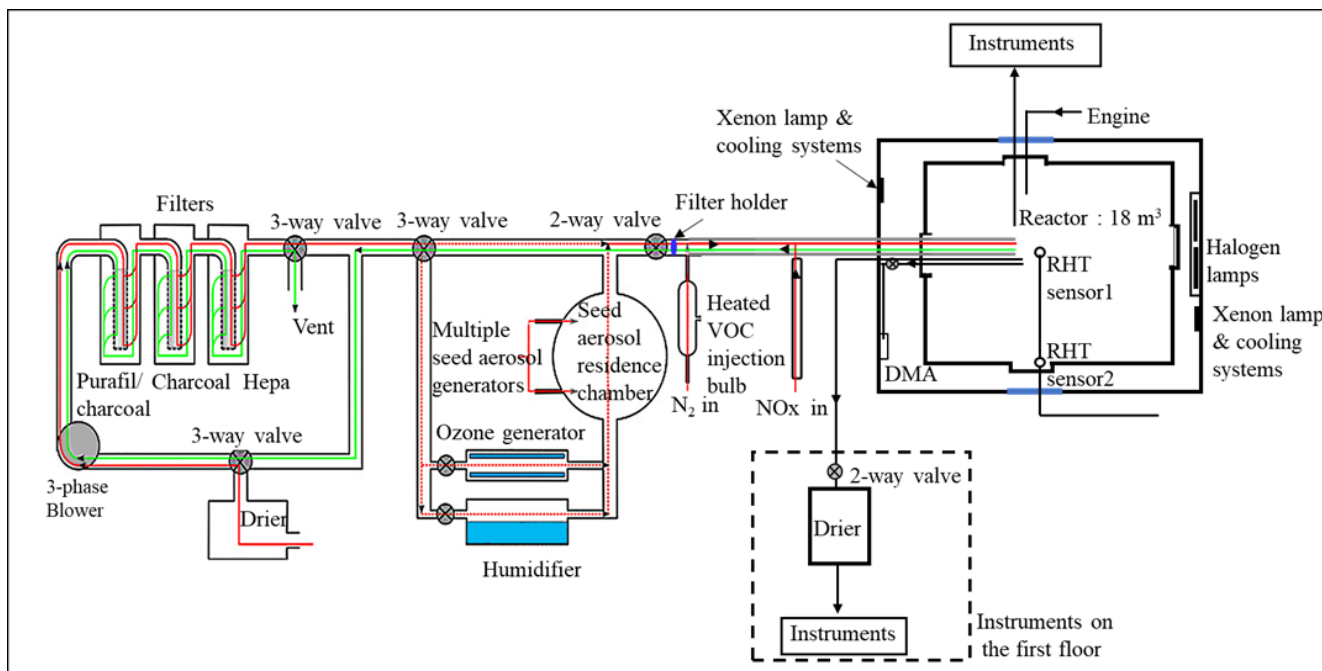 Instruments
Xenon lamp &
cooling systems
Engine
Filters
3-way valve
3-way valve
2-way valve
Filter holder
Reactor : 18 m³
Halogen
lamps
RHT
sensor1
Vent
Multiple
seed aerosol
generators
Seed
aerosol
residence
chamber
Heated
VOC
injection
bulb
Xenon lamp
& cooling
systems
Purafil/
charcoal
Charcoal
Hepa
DMA
RHT
sensor2
N₂ in
NOx in
3-way valve
Ozone generator
3-phase
Blower
2-way valve
Drier
Drier
Humidifier
Instruments
Instruments on
the first floor